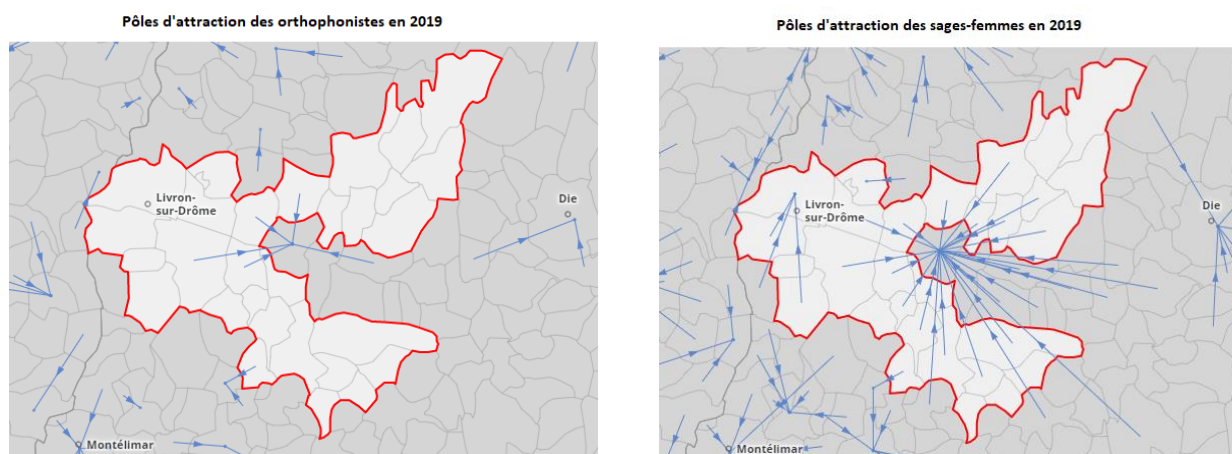 Pôles d'attraction des orthophonistes en 2019
Livron-
sur-Drôme
Die
Montélimar
Pôles d'attraction des sages-femmes en 2019
Livron-
sur-Drôme
Die
Montélimar